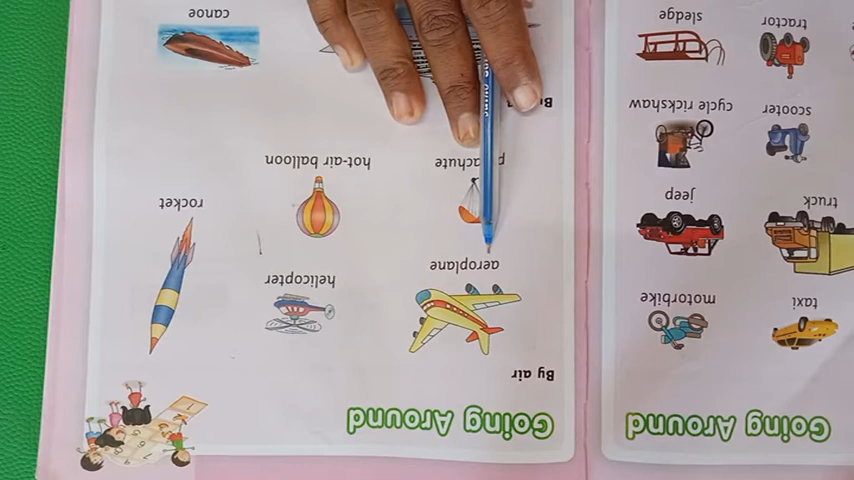 Going Around
By air
aeroplane
helicopter
rocket
hot-air balloon
canoe
Going Around
taxi
motorbike
truck
jeep
scooter
cycle rickshaw
tractor
sledge